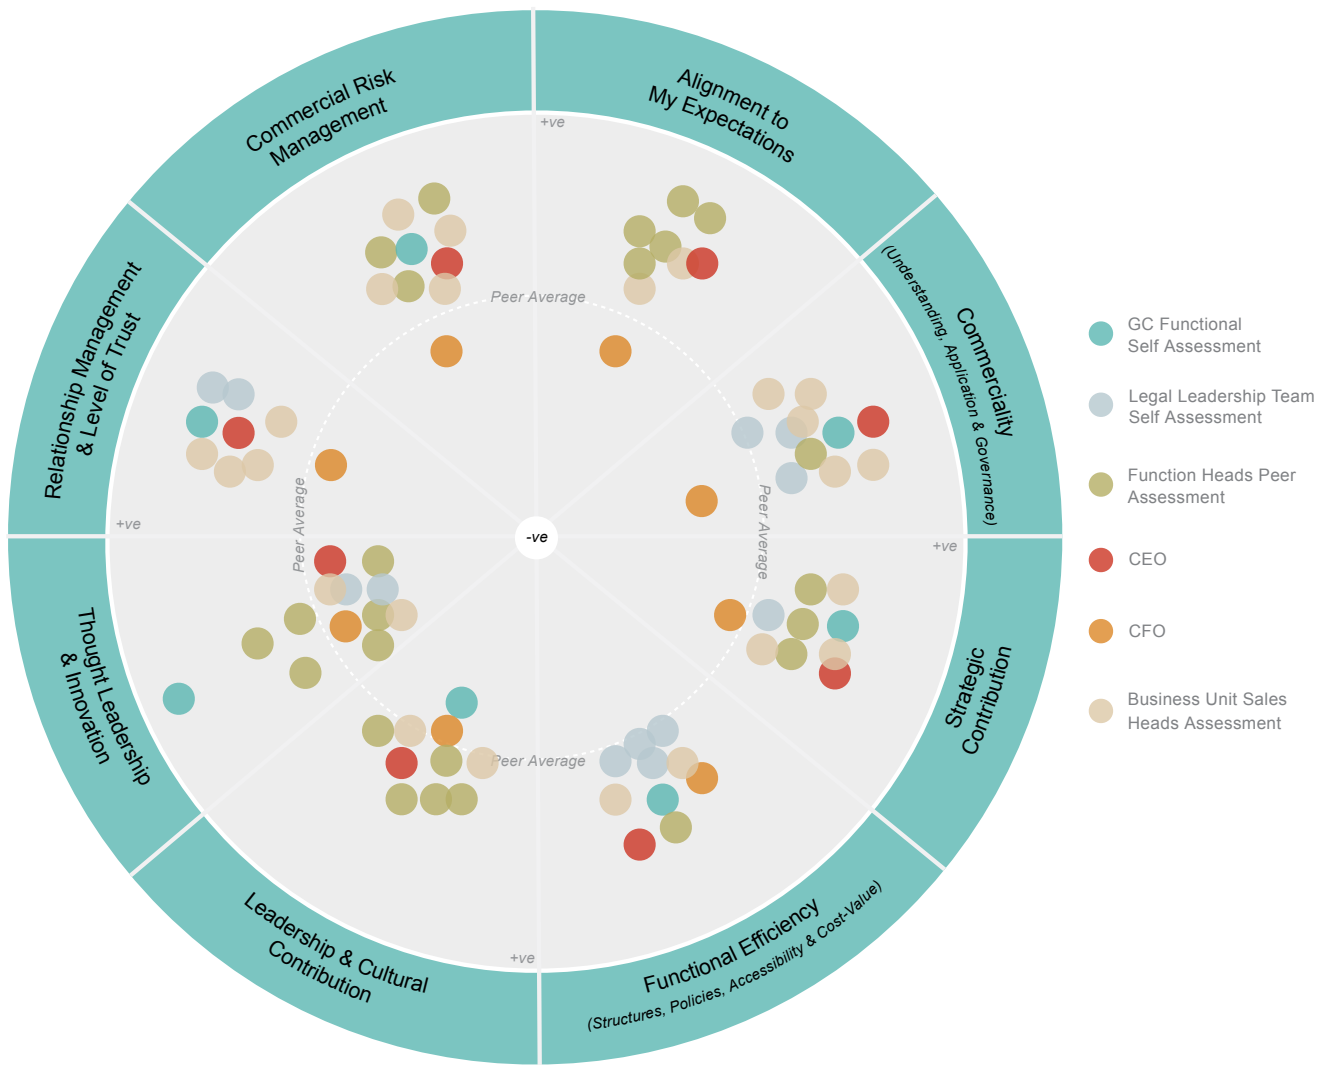 Commercial Risk
Management
Alignment to
My Expectations
Commerciality
(Understanding, Application & Governance)
Strategic
Contribution
Functional Efficiency
(Structures, Policies, Accessibility & Cost-Value)
Leadership & Cultural
Contribution
Thought Leadership
& Innovation
Relationship Management
& Level of Trust
+ve
Peer Average
+ve
Peer Average
-ve
Peer Average
+ve
Peer Average
+ve
GC Functional
Self Assessment
Legal Leadership Team
Self Assessment
Function Heads Peer
Assessment
CEO
CFO
Business Unit Sales
Heads Assessment